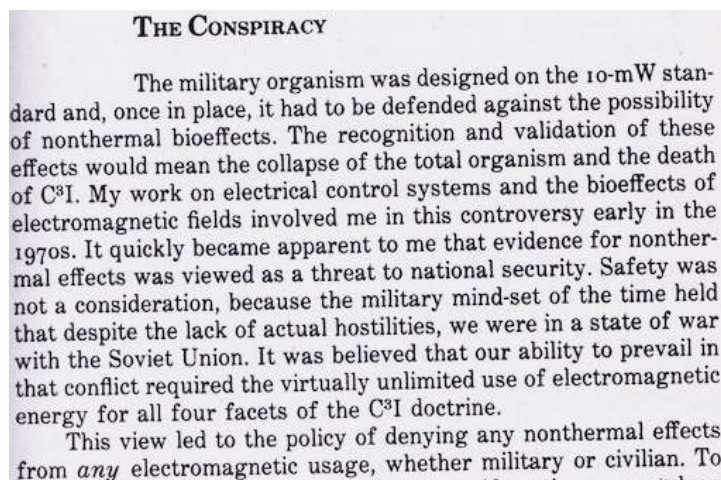 THE CONSPIRACY
The military organism was designed on the 10-mW stan-
dard and, once in place, it had to be defended against the possibility
of nonthermal bioeffects. The recognition and validation of these
effects would mean the collapse of the total organism and the death
of C³I. My work on electrical control systems and the bioeffects of
electromagnetic fields involved me in this controversy early in the
1970s. It quickly became apparent to me that evidence for nonther-
mal effects was viewed as a threat to national security. Safety was
not a consideration, because the military mind-set of the time held
that despite the lack of actual hostilities, we were in a state of war
with the Soviet Union. It was believed that our ability to prevail in
that conflict required the virtually unlimited use of electromagnetic
energy for all four facets of the C³I doctrine.
This view led to the policy of denying any nonthermal effects
from any electromagnetic usage, whether military or civilian. To